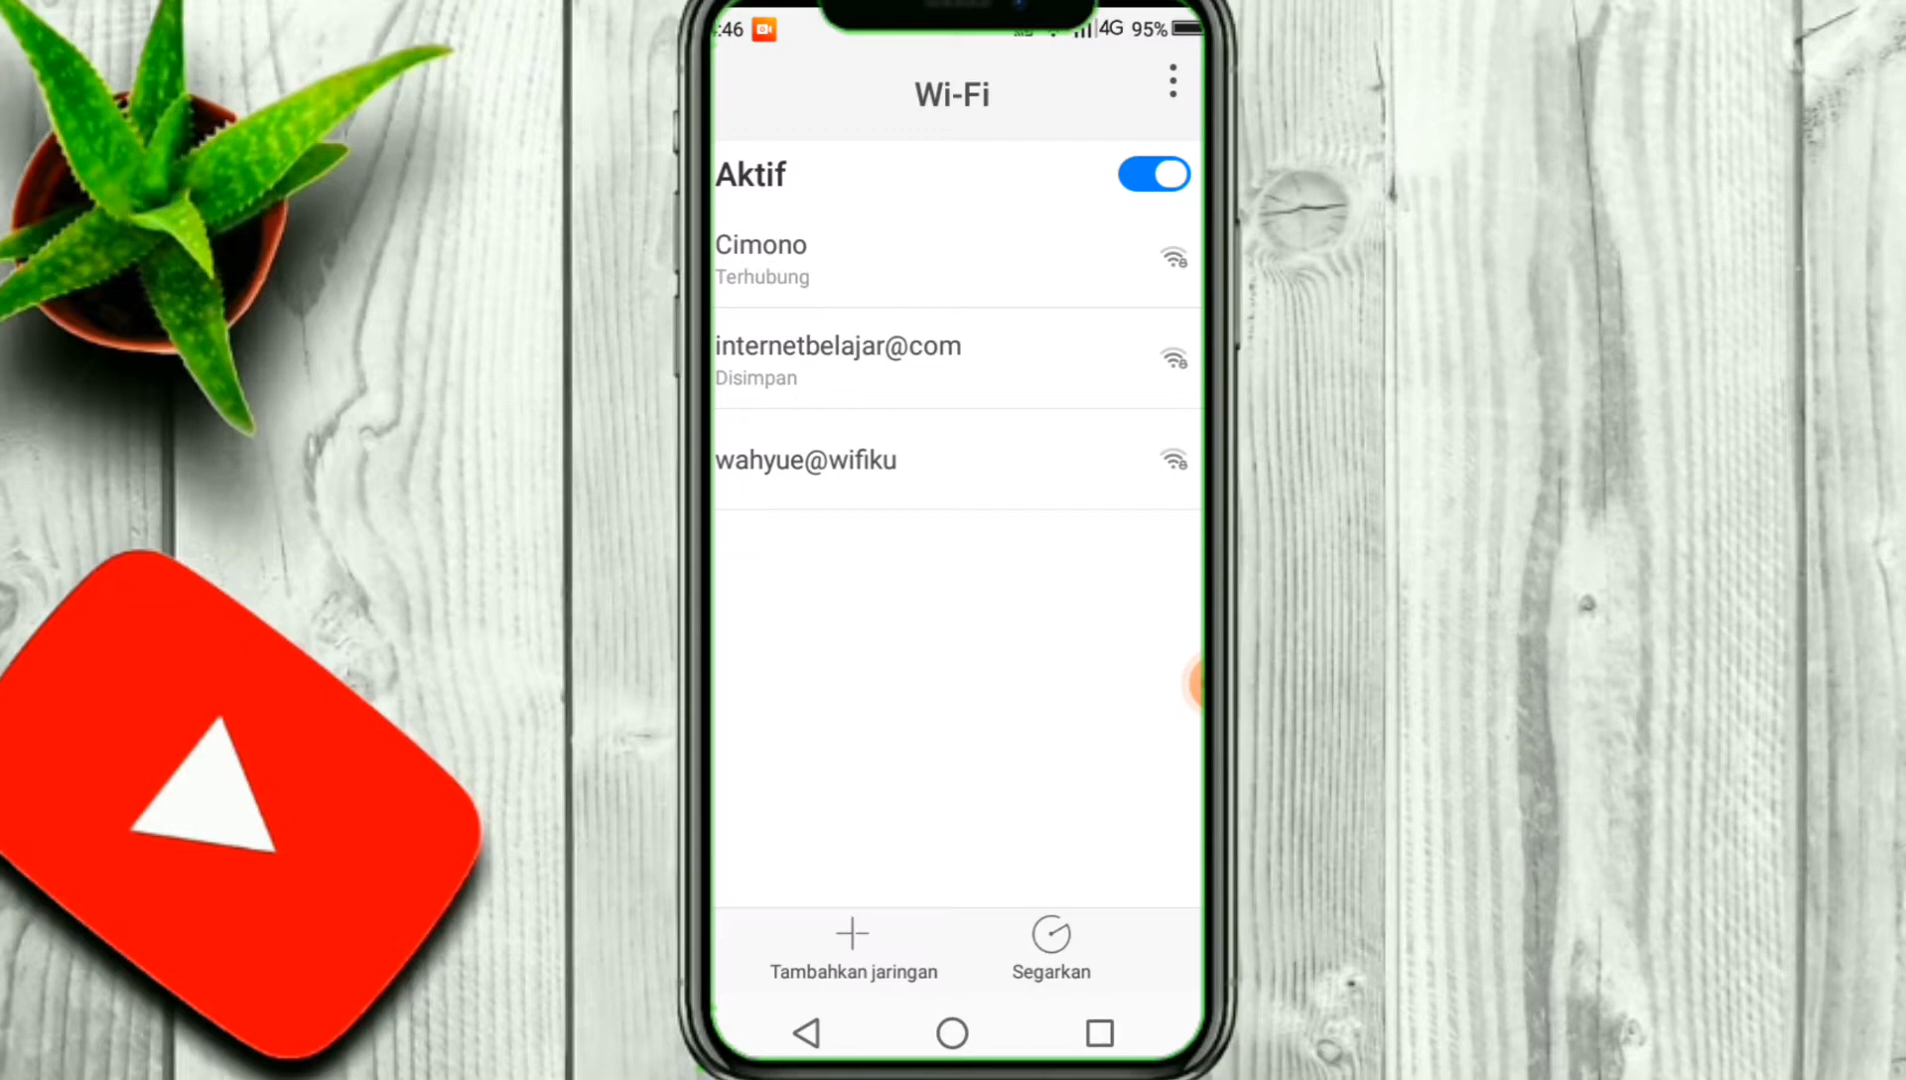 :46 4G 95%
Wi-Fi
Aktif
Cimono
Terhubung
internetbelajar@com
Disimpan
wahyue@wifiku
Tambahkan jaringan
Segarkan